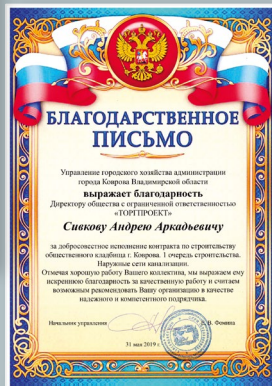 БЛАГОДАРСТВЕННОЕ
ПИСЬМО
Управление городского хозяйства администрации
города Коврова Владимирской области
выражает благодарность
Директору общества с ограниченной ответственностью
«ТОРГПРОЕКТ»
Сивкову Андрею Аркадьевичу
за добросовестное исполнение контракта по строительству
общественного кладбища г. Коврова. 1 очередь строительства.
Наружные сети канализации.
Отмечая хорошую работу Вашего коллектива, мы выражаем ему
искреннюю благодарность за качественную работу и считаем
возможным рекомендовать Вашу организацию в качестве
надежного и компетентного подрядчика.
Начальник управления Фомина
31 мая 2019 г.